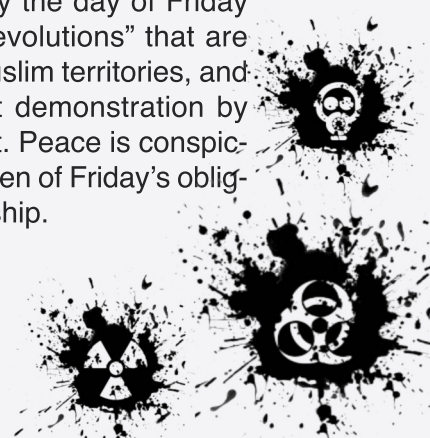 y the day of Friday
evolutions” that are
slim territories, and
t demonstration by
t. Peace is conspic-
en of Friday’s oblig-
ship.